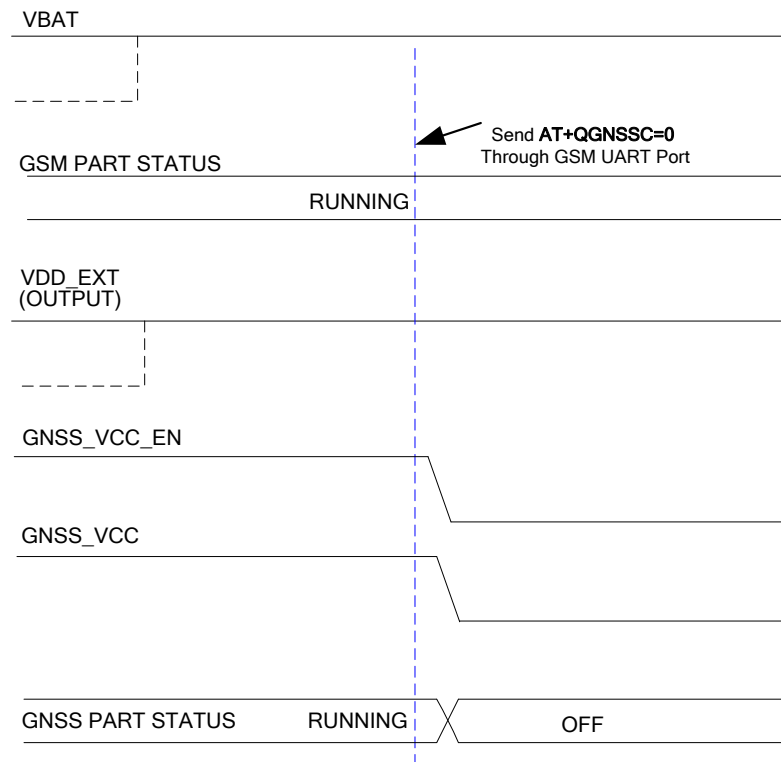 VBAT
Send AT+QGNSSC=0
Through GSM UART Port
GSM PART STATUS
RUNNING
VDD_EXT
(OUTPUT)
GNSS_VCC_EN
GNSS_VCC
GNSS PART STATUS RUNNING OFF